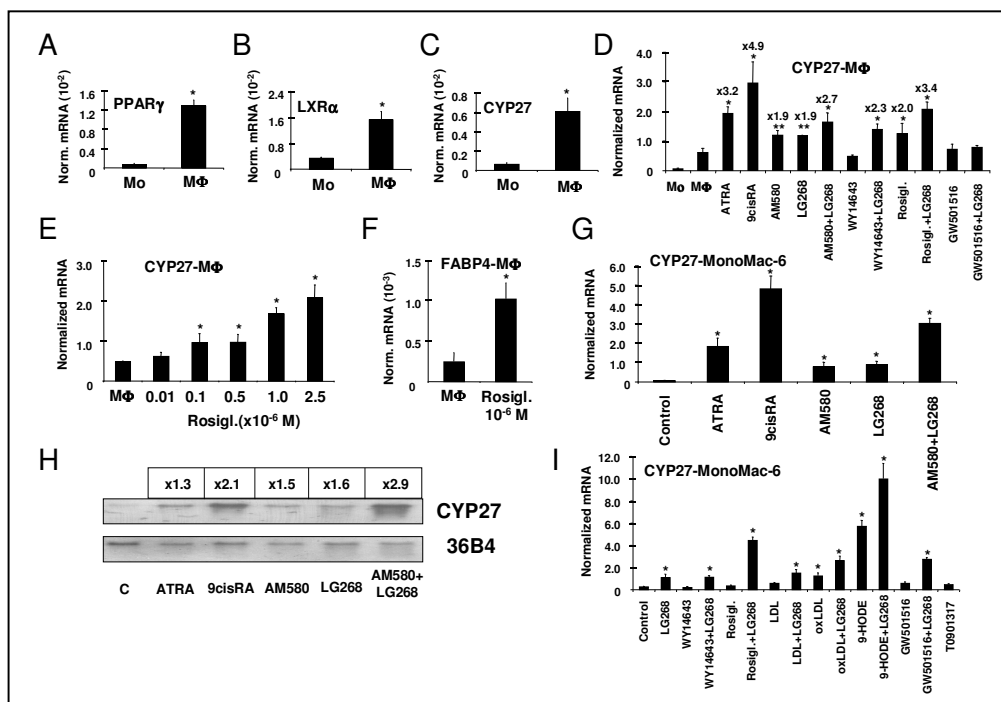 A
Norm. mRNA (10-2)
1.6
1.2
0.8
0.4
0
PPARγ
*
Mo
MΦ
B
Norm. mRNA (10-2)
2.8
2.0
1.0
0
LXRα
*
Mo
MΦ
C
Norm. mRNA (10-2)
0.8
0.6
0.4
0.2
0
CYP27
*
Mo
MΦ
D
CYP27-MΦ
Normalized mRNA
4.0
3.0
2.0
1.0
0
x3.2
x4.9
x1.9
x1.9
x2.7
x2.3
x2.0
x3.4
* * ** ** * * * *
Mo
MΦ
ATRA
9cisRA
AM580
LG268
AM580+LG268
WY14643
WY14643+LG268
Rosigl.
Rosigl.+LG268
GW501516
GW501516+LG268
E
CYP27-MΦ
Normalized mRNA
3.0
2.0
1.0
0
* * * *
MΦ 0.01 0.1 0.5 1.0 2.5
Rosigl.(x10-6 M)
F
FABP4-MΦ
Norm. mRNA (10-3)
1.5
1.0
0.5
0
*
MΦ
Rosigl.
10-6 M
G
CYP27-MonoMac-6
Normalized mRNA
6.0
5.0
4.0
3.0
2.0
1.0
0
* * * * *
Control
ATRA
9cisRA
AM580
LG268
AM580+LG268
H
x1.3 x2.1 x1.5 x1.6 x2.9
CYP27
36B4
C ATRA 9cisRA AM580 LG268 AM580+
LG268
I
CYP27-MonoMac-6
Normalized mRNA
12.0
10.0
8.0
6.0
4.0
2.0
0
* * * * * * * * *
Control
LG268
WY14643
WY14643+LG268
Rosigl.
Rosigl.+LG268
LDL
LDL+LG268
oxLDL
oxLDL+LG268
9-HODE
9-HODE+LG268
GW501516
GW501516+LG268
T0901317